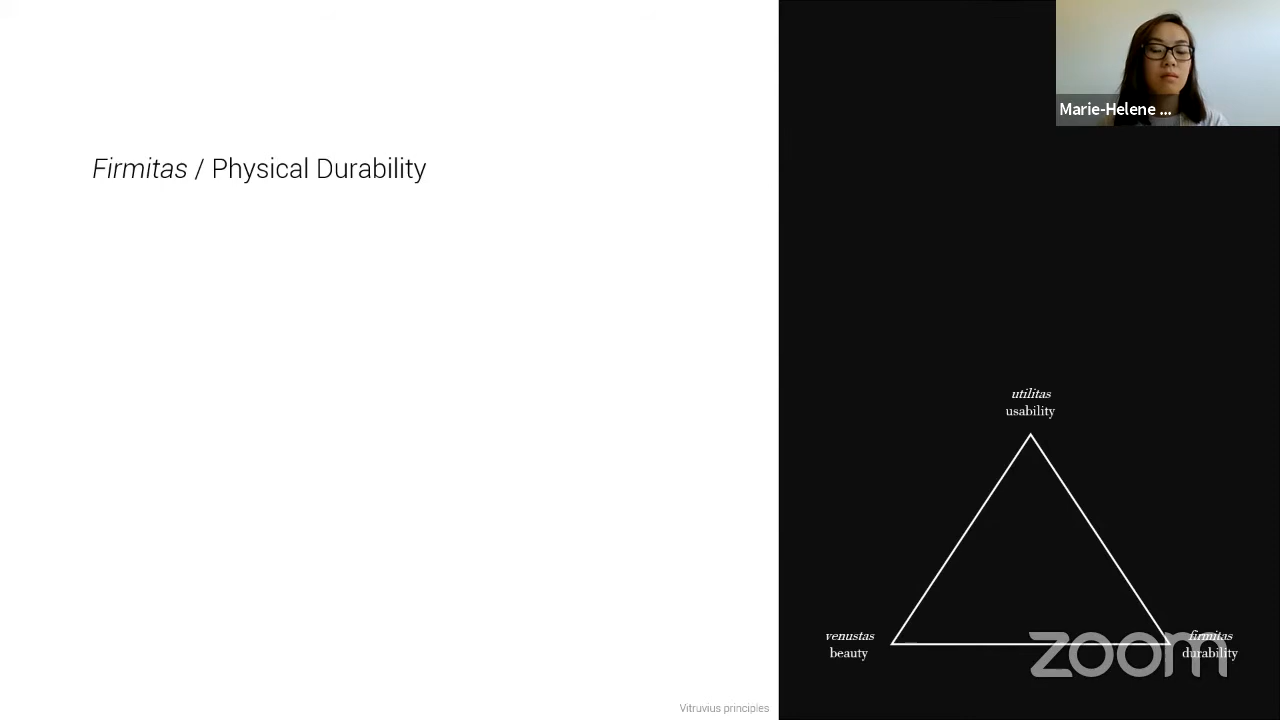 Marie-Helene ...
Firmitas / Physical Durability
utilitas
usability
venustas
beauty
firmitas
durability
zoom
Vitruvius principles